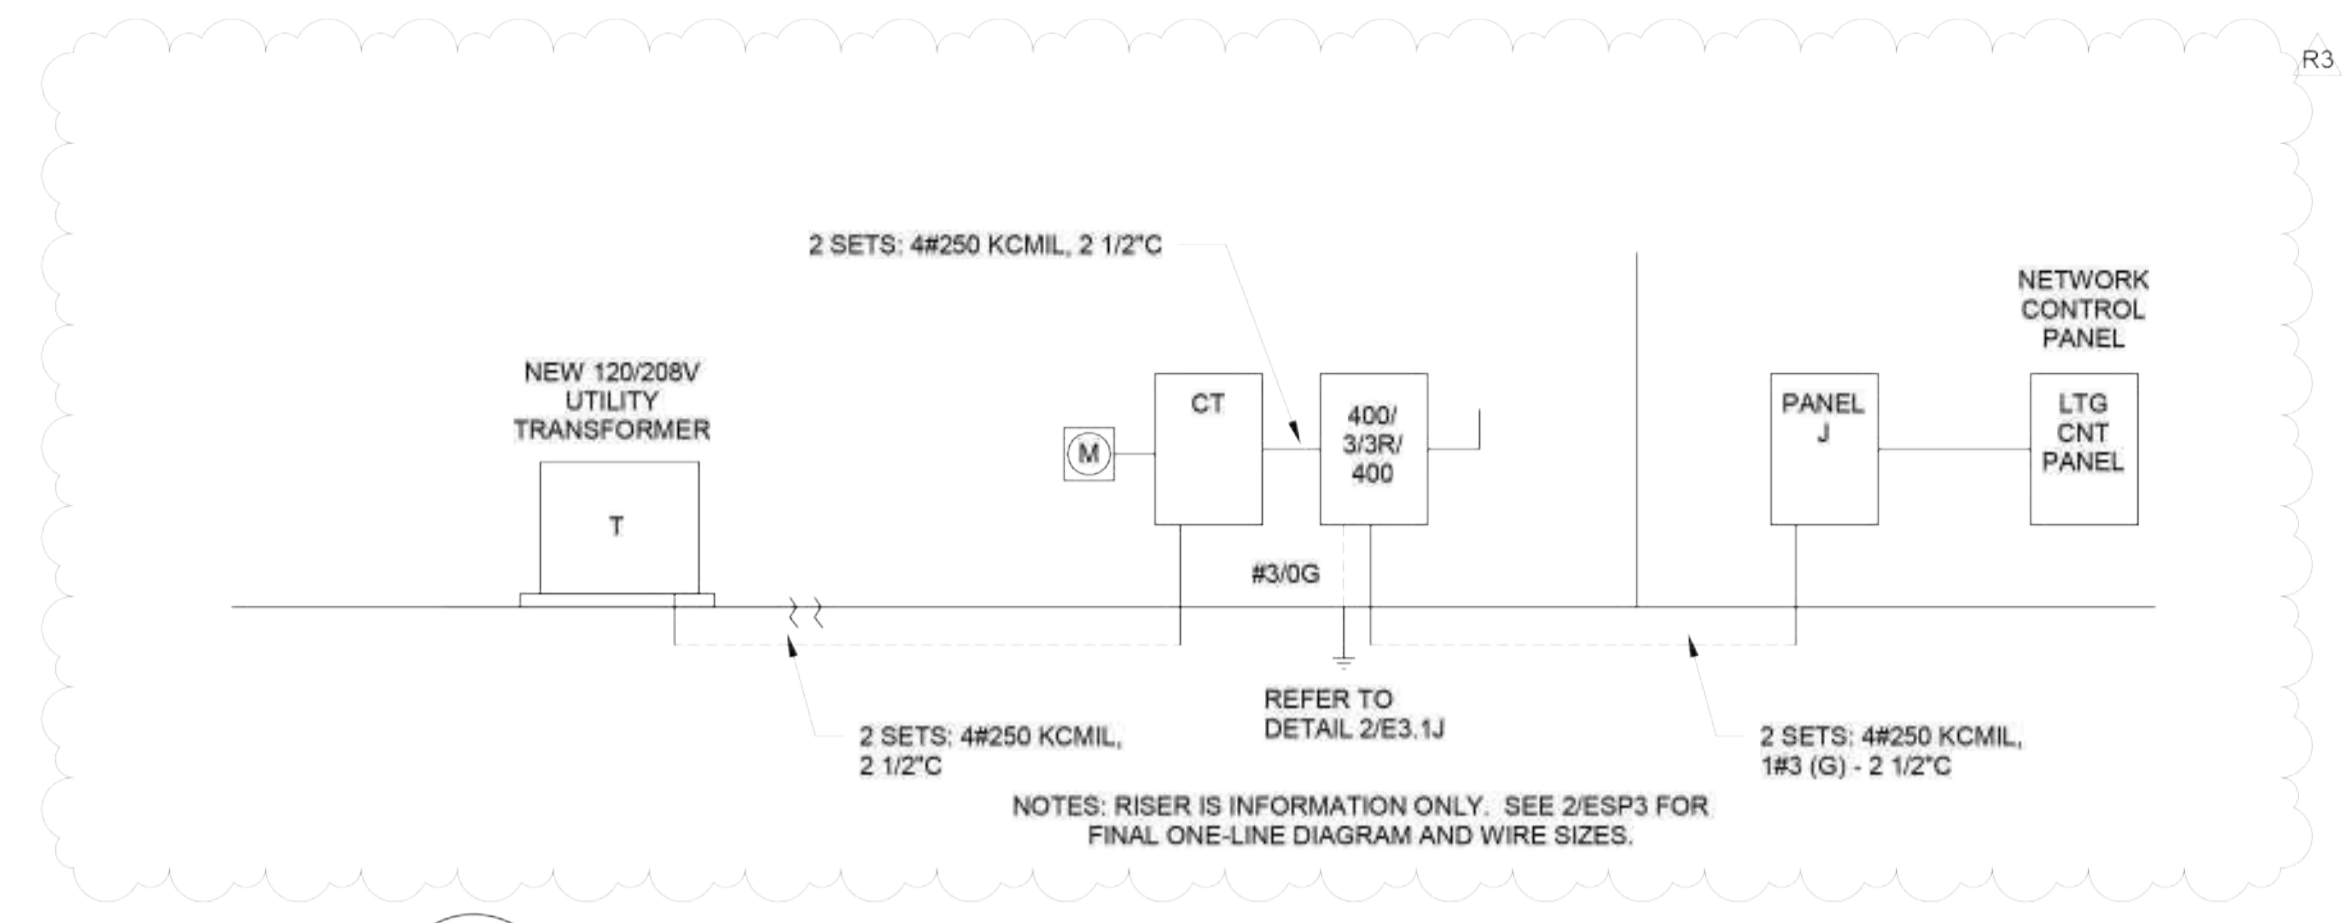 R3
2 SETS: 4#250 KCMIL, 2 1/2"C
NETWORK
CONTROL
PANEL
NEW 120/208V
UTILITY
TRANSFORMER
T
M
CT
400/
3/3R/
400
PANEL
J
LTG
CNT
PANEL
#3/0G
REFER TO
DETAIL 2/E3.1J
2 SETS: 4#250 KCMIL,
2 1/2"C
2 SETS: 4#250 KCMIL,
1#3 (G) - 2 1/2"C
NOTES: RISER IS INFORMATION ONLY. SEE 2/ESP3 FOR
FINAL ONE-LINE DIAGRAM AND WIRE SIZES.